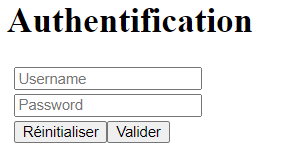 Authentification
Username
Password
Réinitialiser Valider